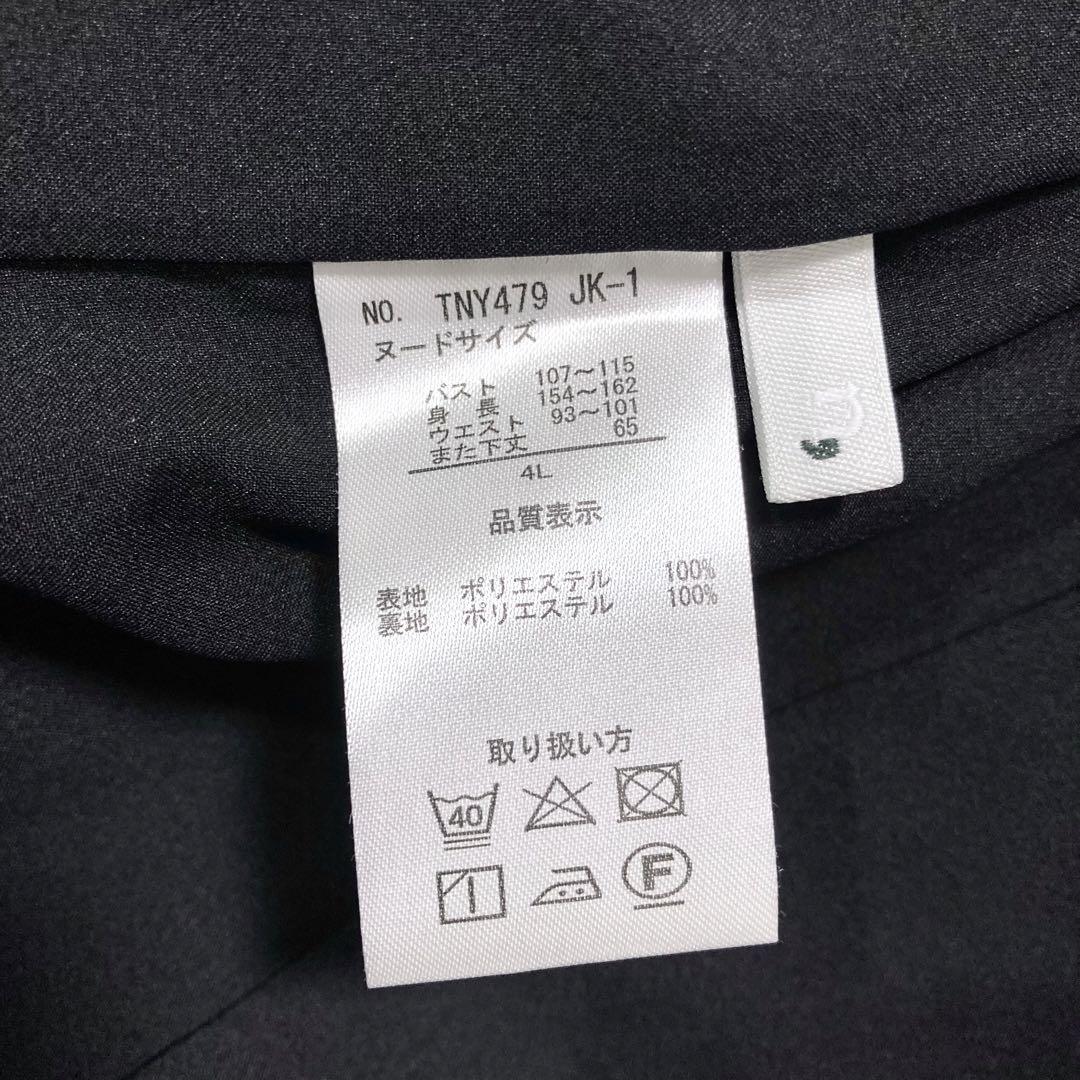 NO. TNY479 JK-1
ヌードサイズ
バスト 107~115
身長 154~162
ウエスト 93~101
また下丈 65
4L
品質表示
表地 ポリエステル 100%
裏地 ポリエステル 100%
取り扱い方
40
F